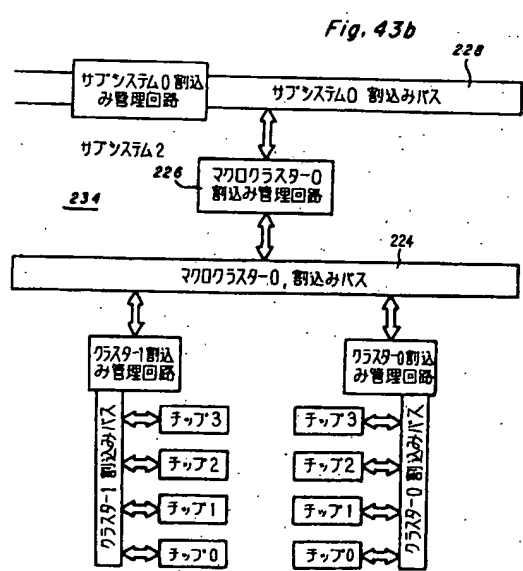 Fig. 43b
228
サブシステム0 割込
み管理回路
サブシステム0 割込みバス
サブシステム2
226
マクロクラスター0
割込み管理回路
234
224
マクロクラスター0, 割込みバス
クラスター1 割込
み管理回路
クラスター0 割込
み管理回路
クラスター1 割込みバス
チップ3
チップ2
チップ1
チップ0
チップ3
チップ2
チップ1
チップ0
クラスター0 割込みバス